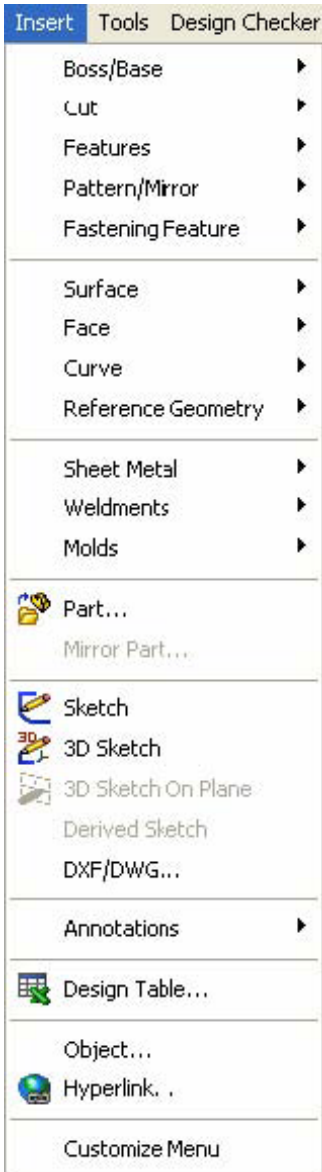 Insert Tools Design Checker
Boss/Base
Cut
Features
Pattern/Mirror
Fastening Feature
Surface
Face
Curve
Reference Geometry
Sheet Metal
Weldments
Molds
Part...
Mirror Part...
Sketch
3D Sketch
3D Sketch On Plane
Derived Sketch
DXF/DWG...
Annotations
Design Table...
Object...
Hyperlink. .
Customize Menu